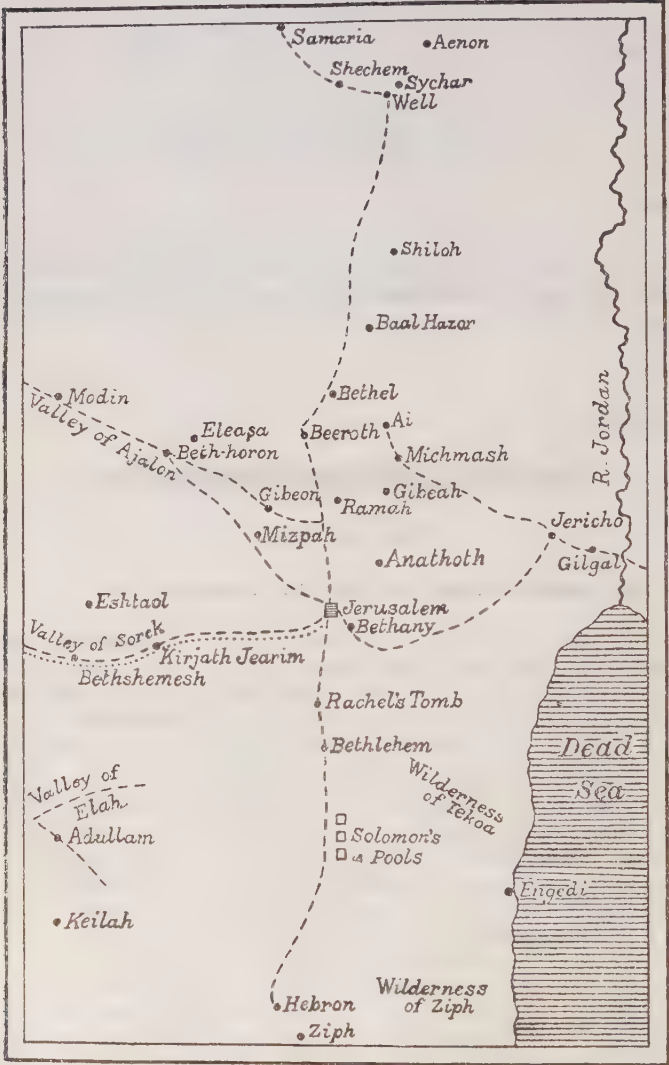 Samaria
Aenon
Shechem
Sychar
Well
Shiloh
Baal Hazor
R. Jordan
Modin
Bethel
Valley of Ajalon
Eleasa
Beeroth
Ai
Beth-horon
Michmash
Gibeon
Gibeah
Ramah
Jericho
Mizpah
Gilgal
Anathoth
Eshtaol
Jerusalem
Bethany
Valley of Sorek
Kirjath Jearim
Bethshemesh
Rachel's Tomb
Bethlehem
Dead
Sea
Wilderness
of Tekoa
Valley of
Elah
Adullam
Solomon's
Pools
Engedi
Keilah
Hebron
Wilderness
of Ziph
Ziph